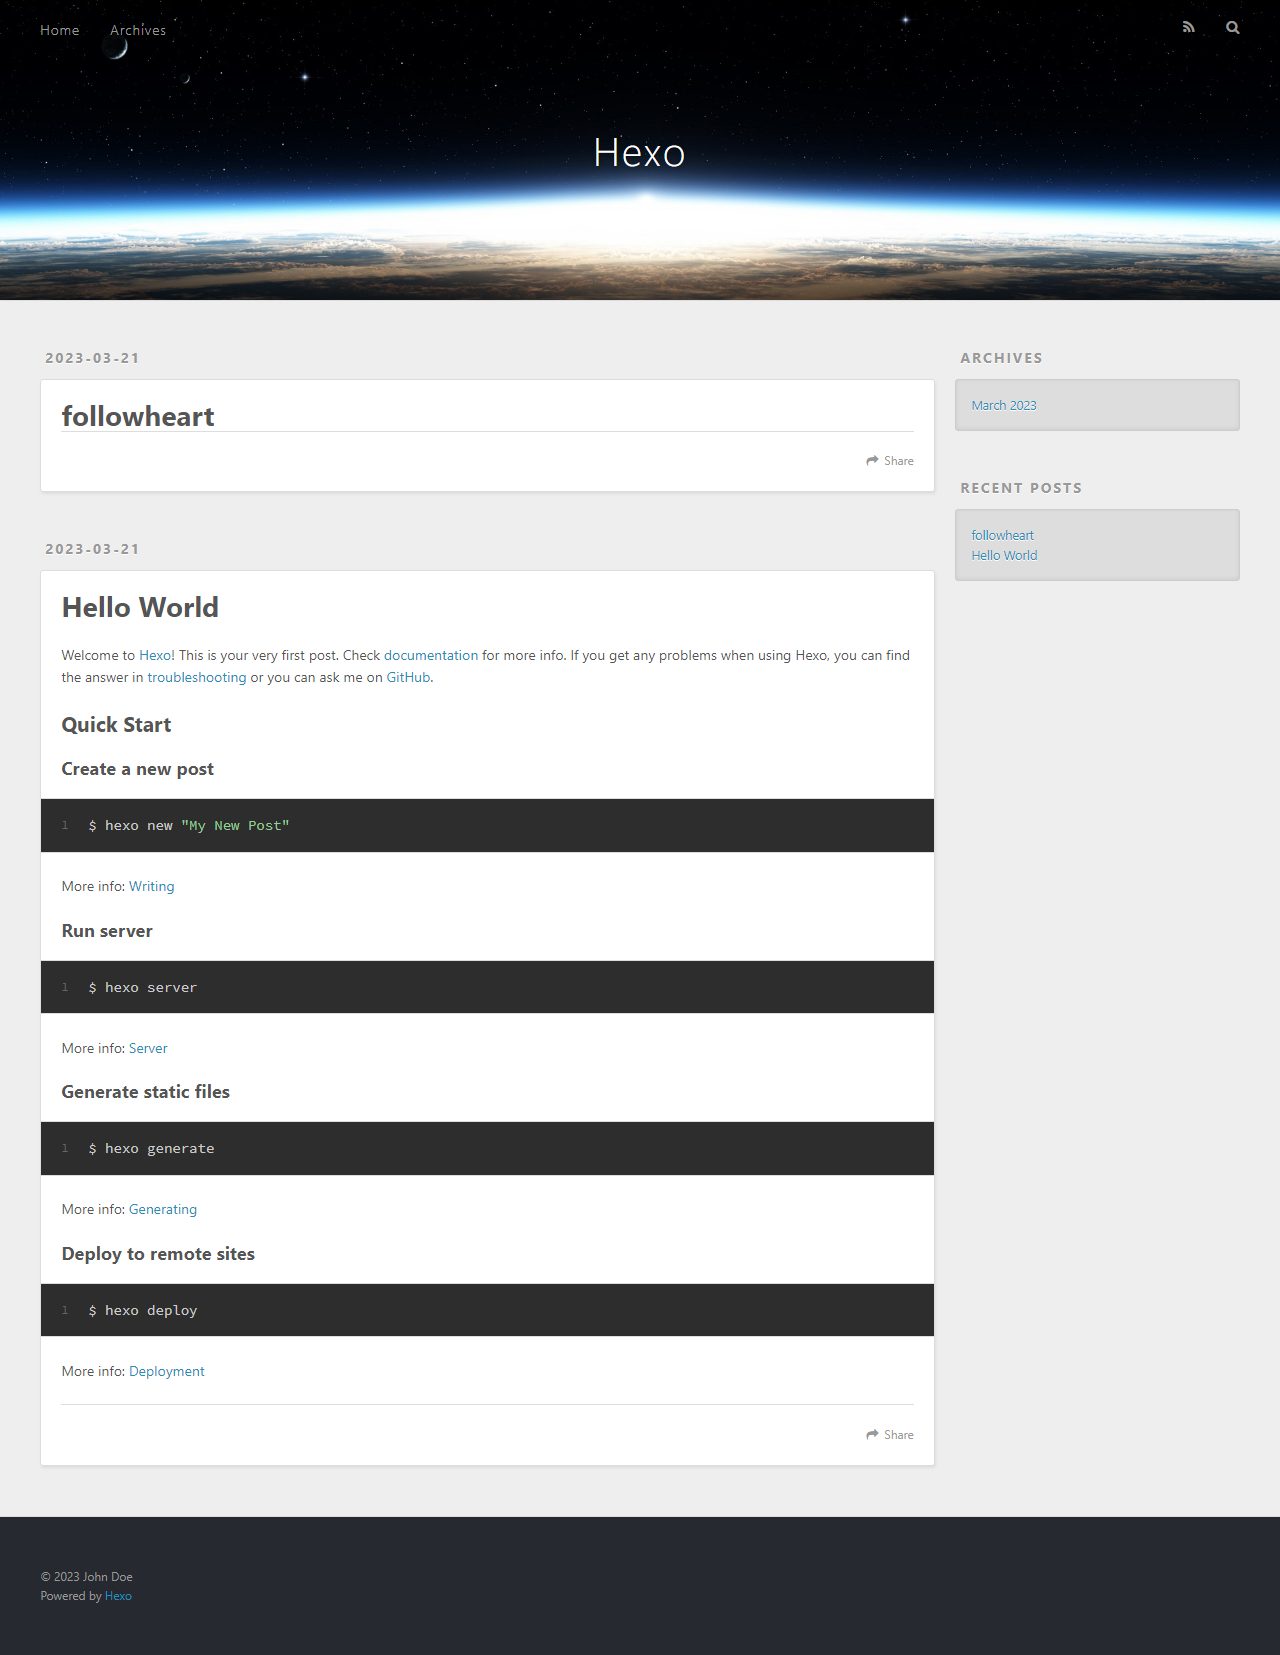 Home Archives
Hexo
2023-03-21
followheart
Share
2023-03-21
Hello World
Welcome to Hexo! This is your very first post. Check documentation for more info. If you get any problems when using Hexo, you can find
the answer in troubleshooting or you can ask me on GitHub.
Quick Start
Create a new post
1 $ hexo new "My New Post"
More info: Writing
Run server
1 $ hexo server
More info: Server
Generate static files
1 $ hexo generate
More info: Generating
Deploy to remote sites
1 $ hexo deploy
More info: Deployment
Share
ARCHIVES
March 2023
RECENT POSTS
followheart
Hello World
© 2023 John Doe
Powered by Hexo